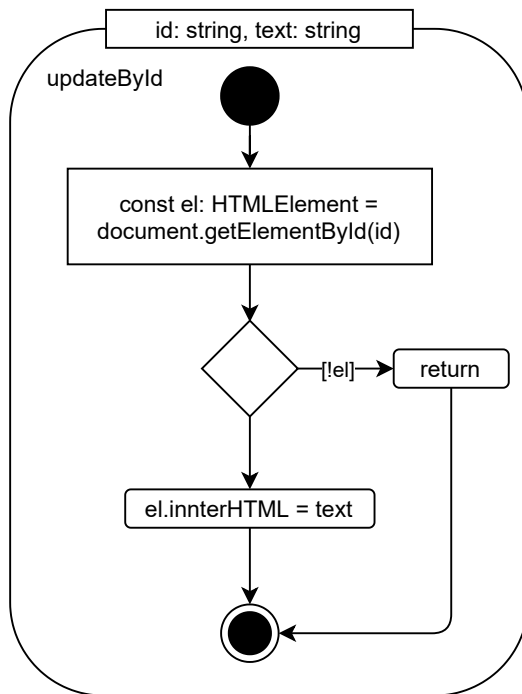 id: string, text: string
updateById
const el: HTMLElement =
document.getElementById(id)
[!el]
return
el.innterHTML = text